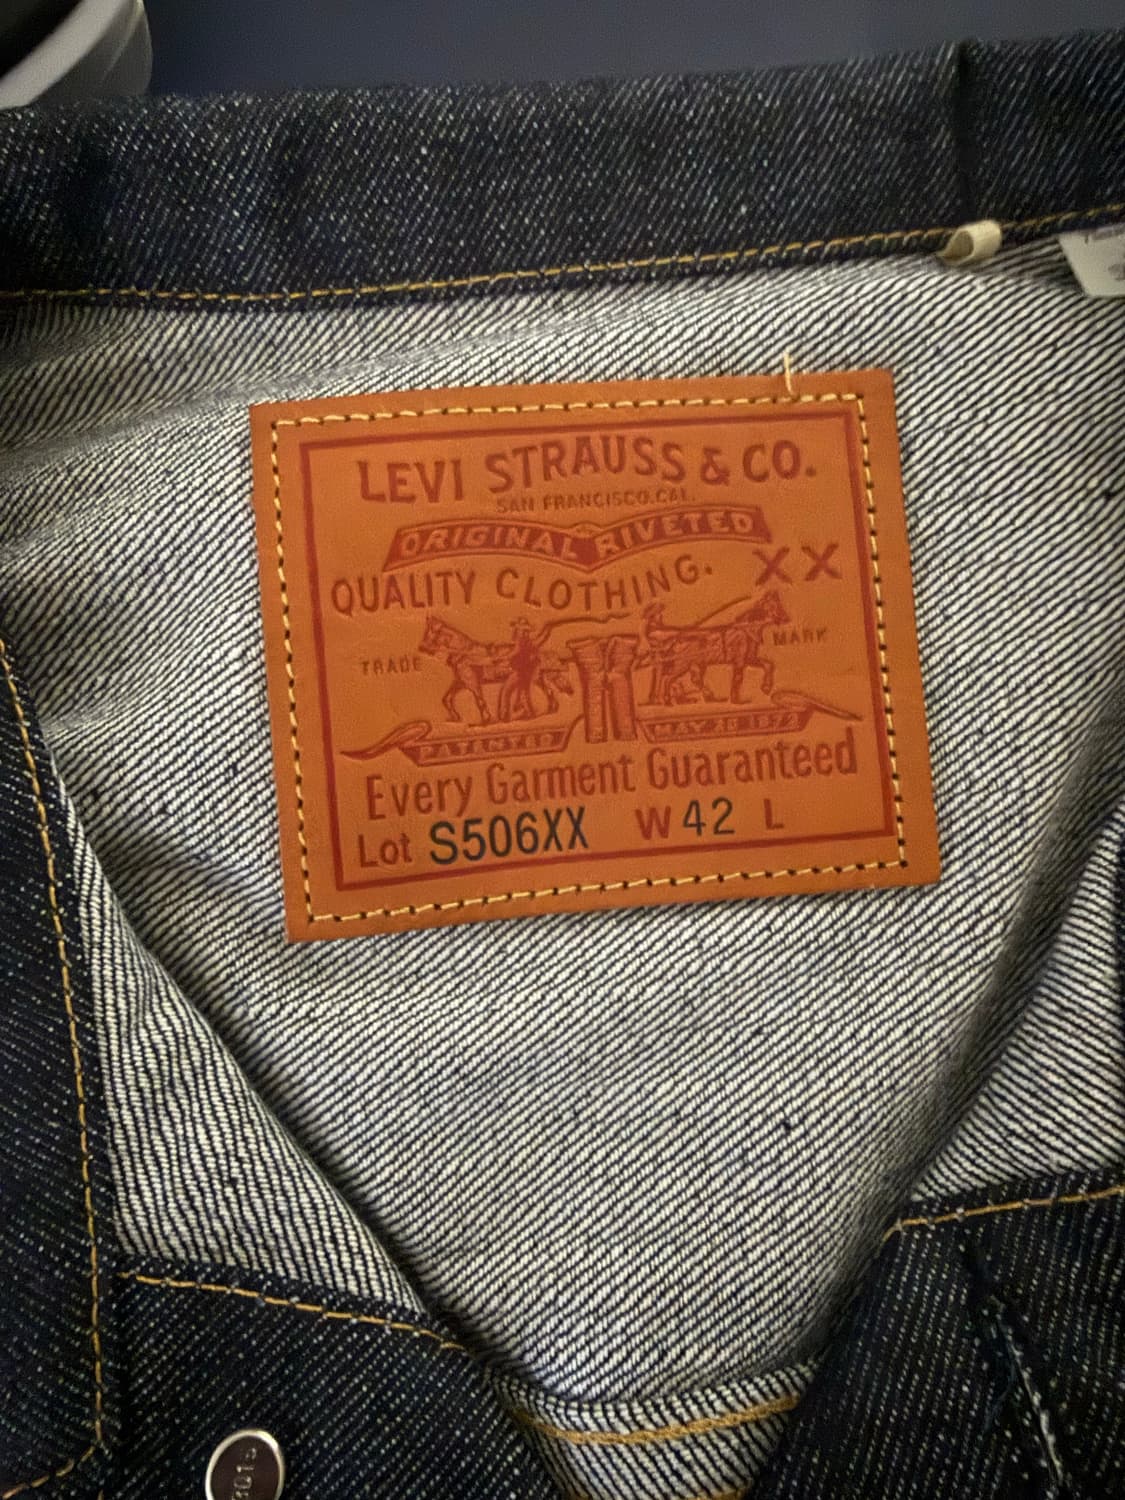 LEVI STRAUSS & CO.
SAN FRANCISCO, CAL.
ORIGINAL RIVETED
QUALITY CLOTHING. XX
TRADE MARK
PATENTED MAY 20 1873
Every Garment Guaranteed
Lot S506XX W 42 L